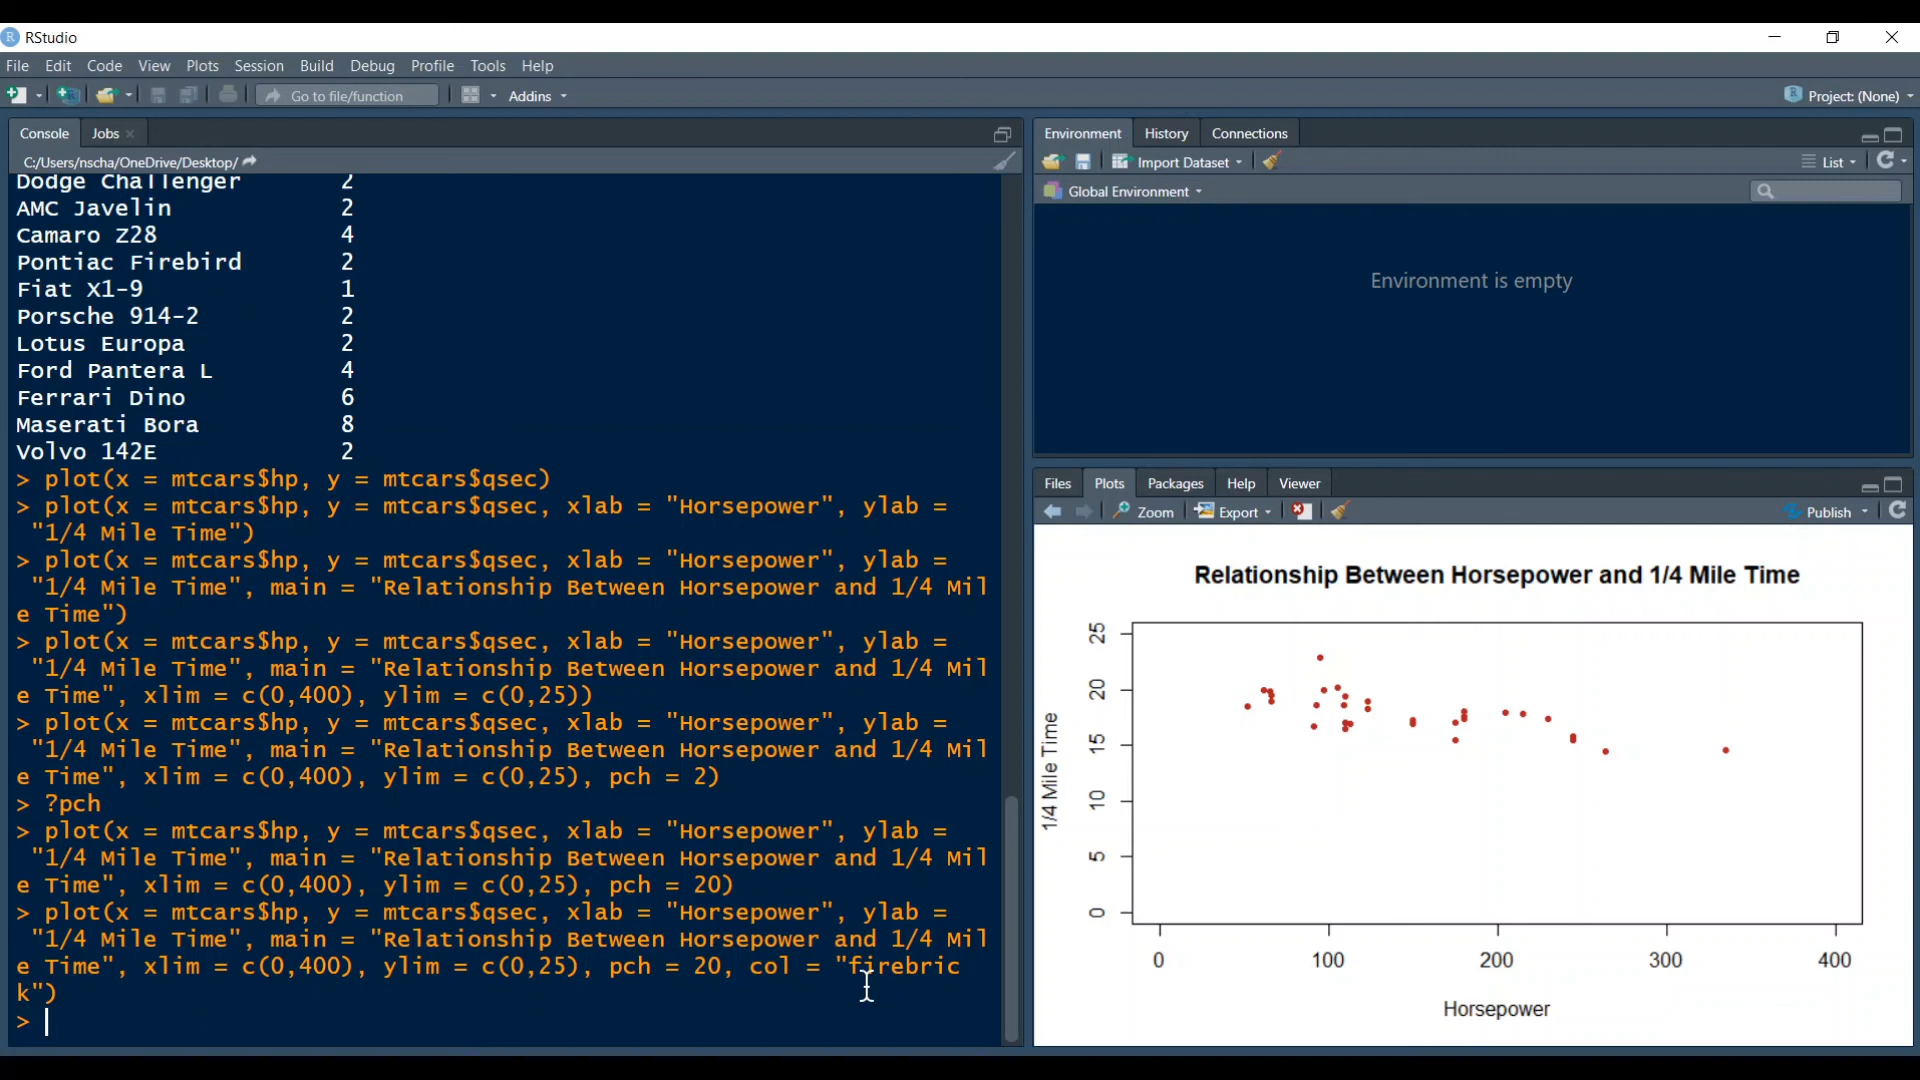 RStudio
File Edit Code View Plots Session Build Debug Profile Tools Help
Go to file/function Addins Project: (None)
Console Jobs
C:/Users/nscha/OneDrive/Desktop/
Dodge Challenger 2
AMC Javelin 2
Camaro Z28 4
Pontiac Firebird 2
Fiat X1-9 1
Porsche 914-2 2
Lotus Europa 2
Ford Pantera L 4
Ferrari Dino 6
Maserati Bora 8
Volvo 142E 2
> plot(x = mtcars$hp, y = mtcars$qsec)
> plot(x = mtcars$hp, y = mtcars$qsec, xlab = "Horsepower", ylab =
"1/4 Mile Time")
> plot(x = mtcars$hp, y = mtcars$qsec, xlab = "Horsepower", ylab =
"1/4 Mile Time", main = "Relationship Between Horsepower and 1/4 Mil
e Time")
> plot(x = mtcars$hp, y = mtcars$qsec, xlab = "Horsepower", ylab =
"1/4 Mile Time", main = "Relationship Between Horsepower and 1/4 Mil
e Time", xlim = c(0,400), ylim = c(0,25))
> plot(x = mtcars$hp, y = mtcars$qsec, xlab = "Horsepower", ylab =
"1/4 Mile Time", main = "Relationship Between Horsepower and 1/4 Mil
e Time", xlim = c(0,400), ylim = c(0,25), pch = 2)
> ?pch
> plot(x = mtcars$hp, y = mtcars$qsec, xlab = "Horsepower", ylab =
"1/4 Mile Time", main = "Relationship Between Horsepower and 1/4 Mil
e Time", xlim = c(0,400), ylim = c(0,25), pch = 20)
> plot(x = mtcars$hp, y = mtcars$qsec, xlab = "Horsepower", ylab =
"1/4 Mile Time", main = "Relationship Between Horsepower and 1/4 Mil
e Time", xlim = c(0,400), ylim = c(0,25), pch = 20, col = "firebric
k")
>
Environment History Connections
Import Dataset List
Global Environment
Environment is empty
Files Plots Packages Help Viewer
Zoom Export Publish
Relationship Between Horsepower and 1/4 Mile Time
25
20
15
10
5
0
1/4 Mile Time
0 100 200 300 400
Horsepower